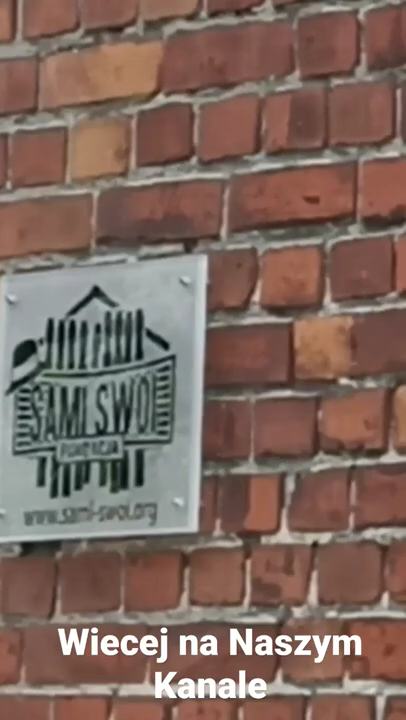 SAMI SWOI
FUNDACJA
www.sami-swoi.org
Wiecej na Naszym
Kanale